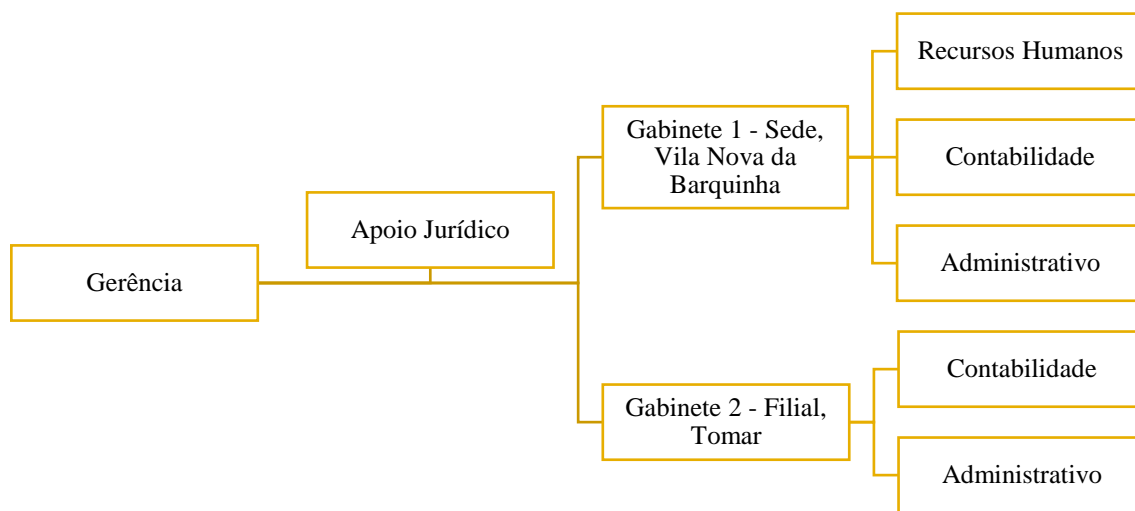 Gerência
Apoio Jurídico
Gabinete 1 - Sede,
Vila Nova da
Barquinha
Recursos Humanos
Contabilidade
Administrativo
Gabinete 2 - Filial,
Tomar
Contabilidade
Administrativo